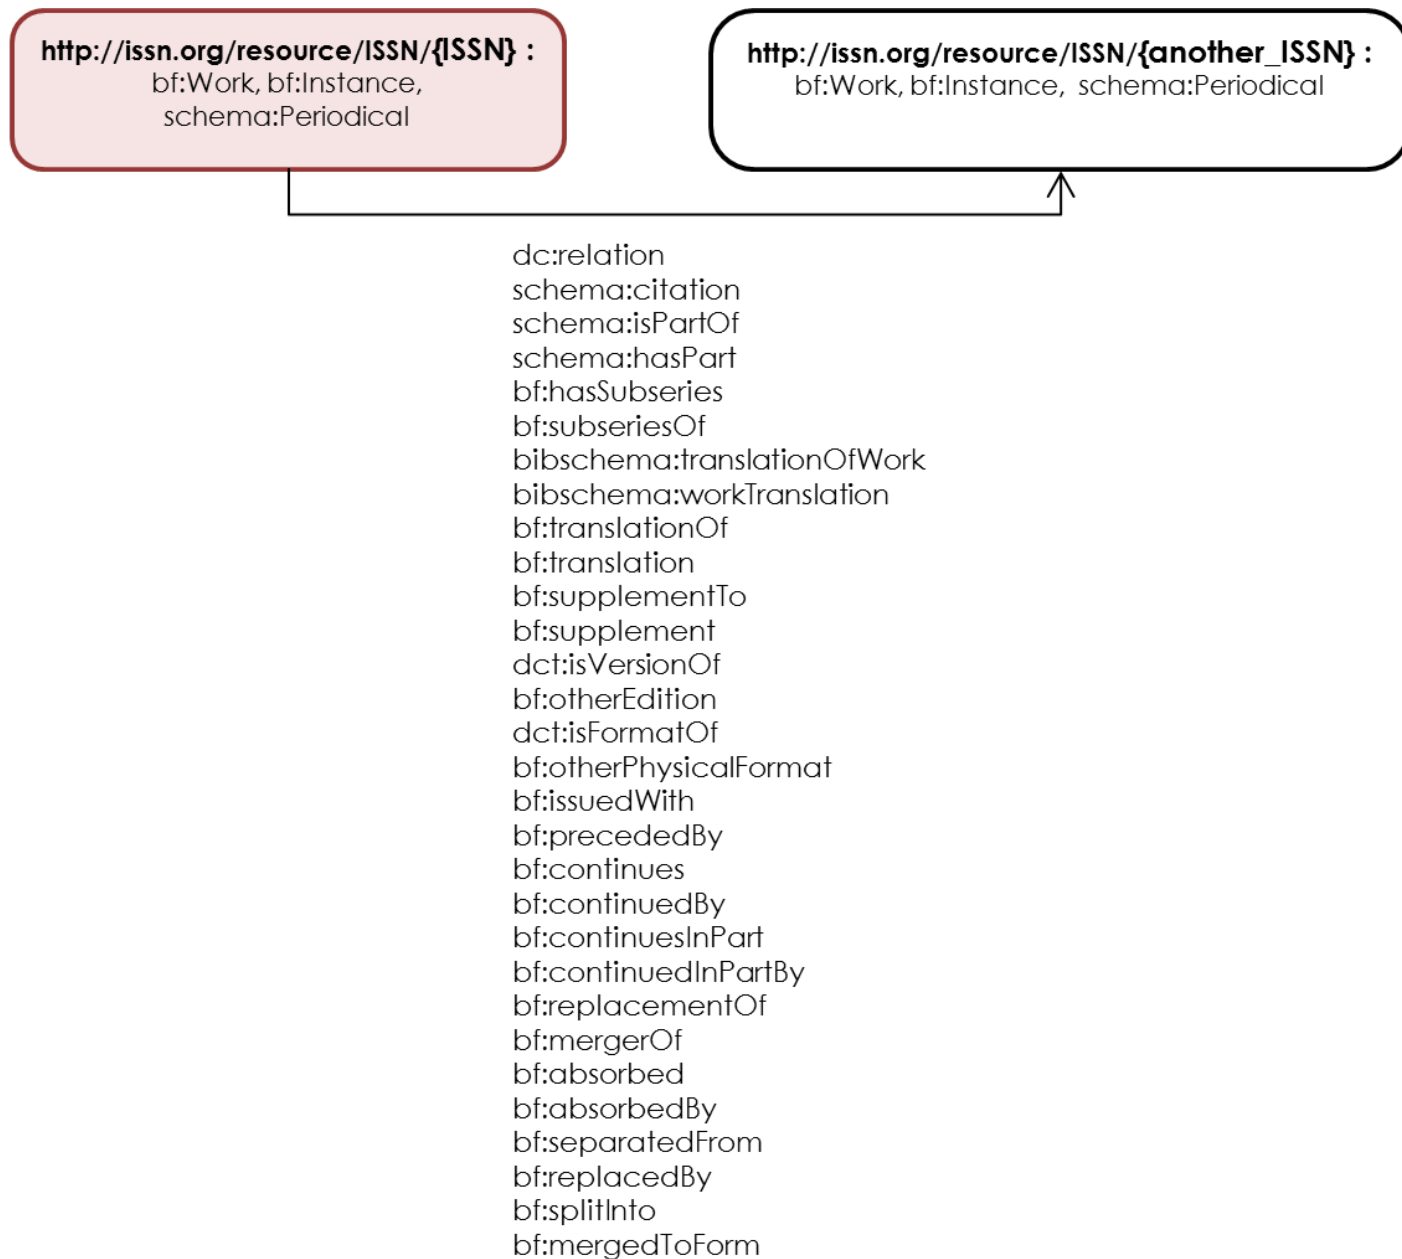 http://issn.org/resource/ISSN/{ISSN} :
bf:Work, bf:Instance,
schema:Periodical
http://issn.org/resource/ISSN/{another_ISSN} :
bf:Work, bf:Instance, schema:Periodical
dc:relation
schema:citation
schema:isPartOf
schema:hasPart
bf:hasSubseries
bf:subseriesOf
bibschema:translationOfWork
bibschema:workTranslation
bf:translationOf
bf:translation
bf:supplementTo
bf:supplement
dct:isVersionOf
bf:otherEdition
dct:isFormatOf
bf:otherPhysicalFormat
bf:issuedWith
bf:precededBy
bf:continues
bf:continuedBy
bf:continuesInPart
bf:continuedInPartBy
bf:replacementOf
bf:mergerOf
bf:absorbed
bf:absorbedBy
bf:separatedFrom
bf:replacedBy
bf:splitInto
bf:mergedToForm